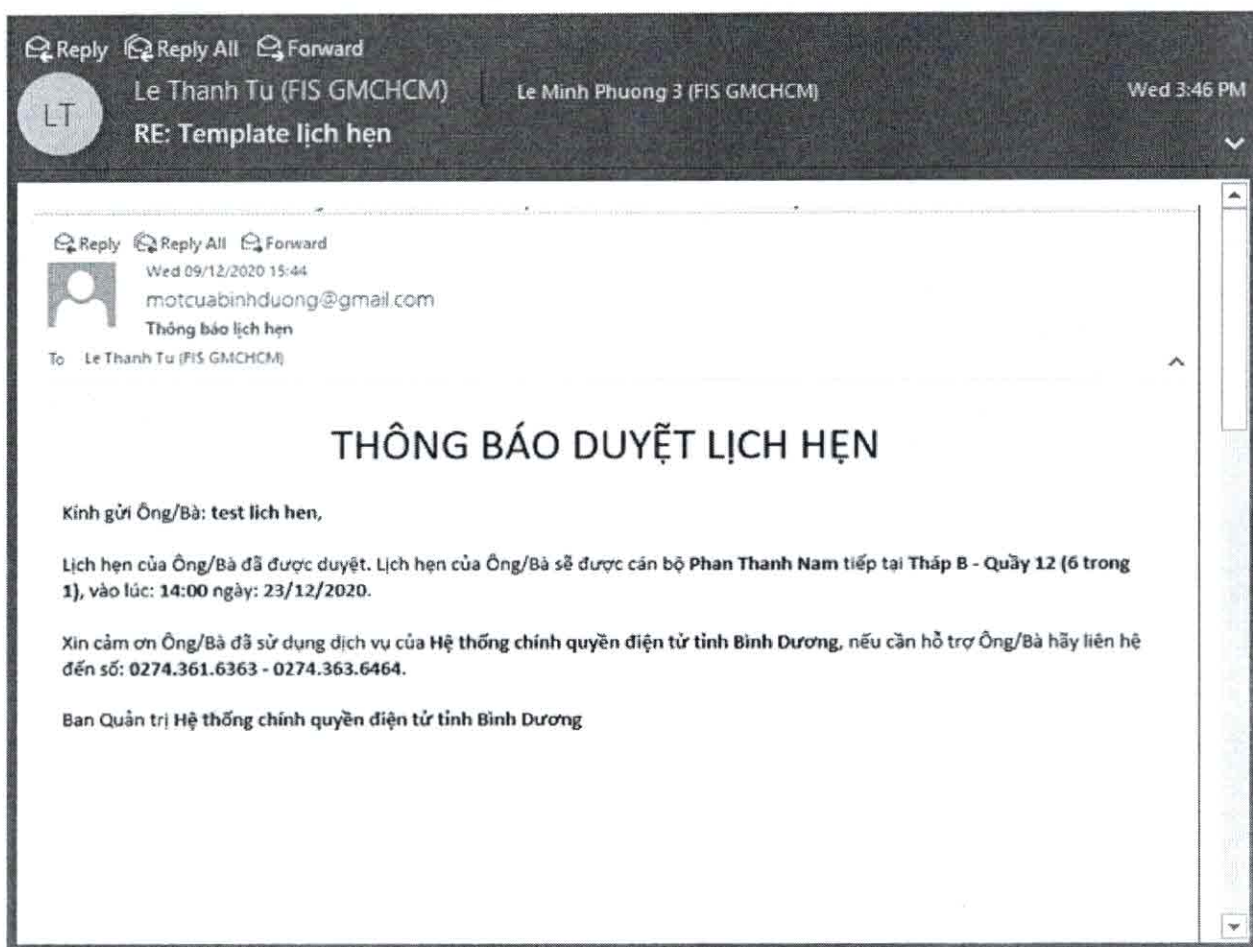 Reply Reply All Forward
LT
Le Thanh Tu (FIS GMCHCM) Le Minh Phuong 3 (FIS GMCHCM) Wed 3:46 PM
RE: Template lịch hẹn
Reply Reply All Forward
Wed 09/12/2020 15:44
motcuabinhduong@gmail.com
Thông báo lịch hẹn
To Le Thanh Tu (FIS GMCHCM)
THÔNG BÁO DUYỆT LỊCH HẸN
Kính gửi Ông/Bà: test lich hen,
Lịch hẹn của Ông/Bà đã được duyệt. Lịch hẹn của Ông/Bà sẽ được cán bộ Phan Thanh Nam tiếp tại Tháp B - Quầy 12 (6 trong
1), vào lúc: 14:00 ngày: 23/12/2020.
Xin cảm ơn Ông/Bà đã sử dụng dịch vụ của Hệ thống chính quyền điện tử tỉnh Bình Dương, nếu cần hỗ trợ Ông/Bà hãy liên hệ
đến số: 0274.361.6363 - 0274.363.6464.
Ban Quản trị Hệ thống chính quyền điện tử tỉnh Bình Dương